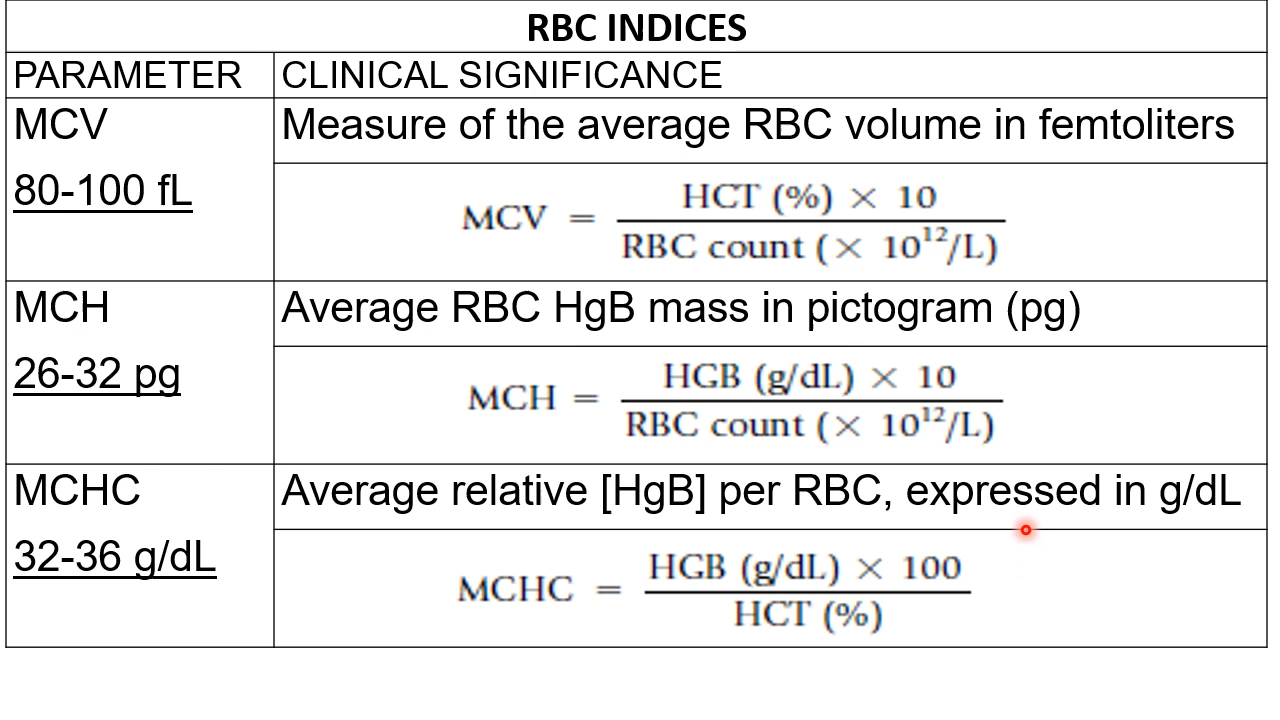 RBC INDICES
PARAMETER CLINICAL SIGNIFICANCE
MCV
80-100 fL
Measure of the average RBC volume in femtoliters
MCV = HCT (%) × 10 / RBC count (× 10¹²/L)
MCH
26-32 pg
Average RBC HgB mass in pictogram (pg)
MCH = HGB (g/dL) × 10 / RBC count (× 10¹²/L)
MCHC
32-36 g/dL
Average relative [HgB] per RBC, expressed in g/dL
MCHC = HGB (g/dL) × 100 / HCT (%)